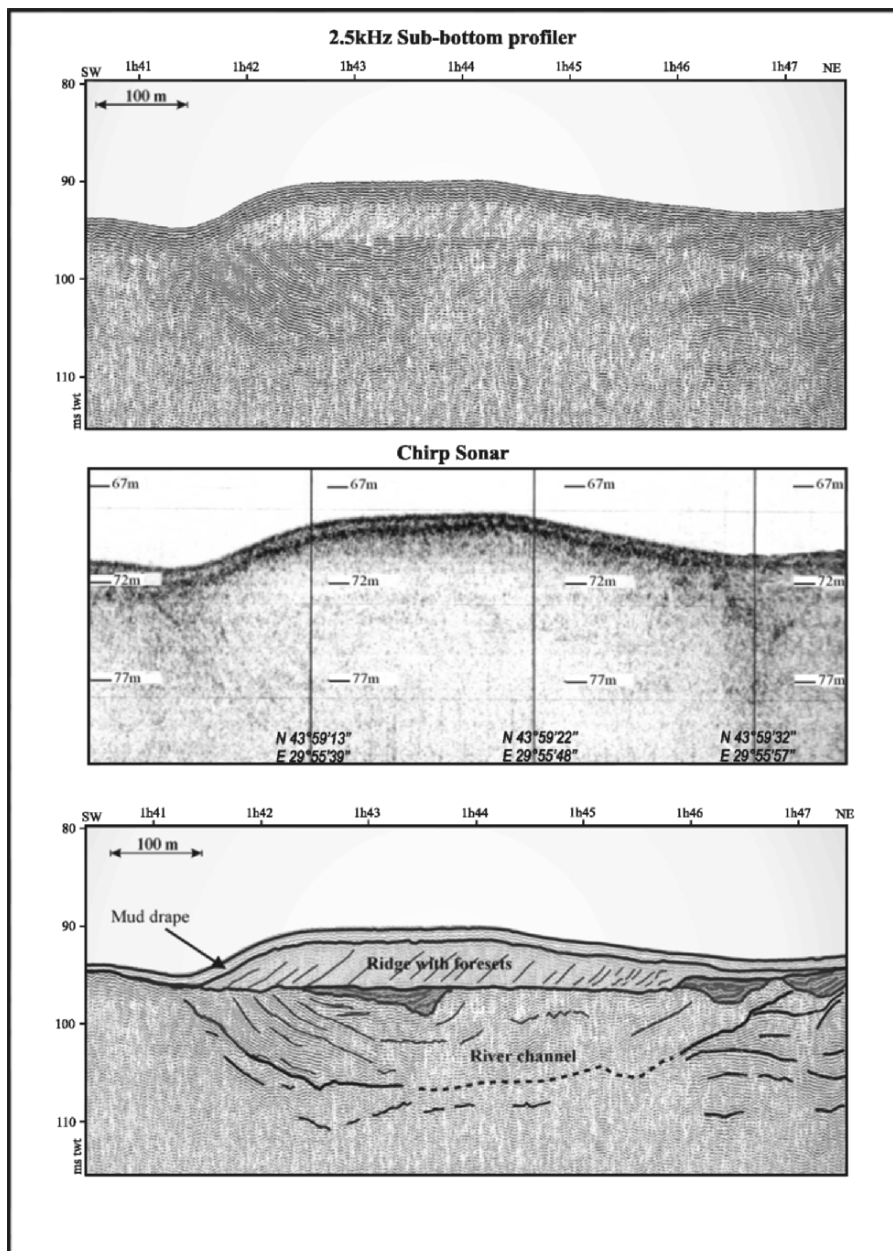 2.5kHz Sub-bottom profiler
SW 1h41 1h42 1h43 1h44 1h45 1h46 1h47 NE
80
100 m
90
100
110
ms twt
Chirp Sonar
67m 67m 67m 67m
72m 72m 72m 72m
77m 77m 77m 77m
N 43°59'13" N 43°59'22" N 43°59'32"
E 29°55'39" E 29°55'48" E 29°55'57"
SW 1h41 1h42 1h43 1h44 1h45 1h46 1h47 NE
80
100 m
Mud drape
90
Ridge with foresets
100
River channel
110
ms twt